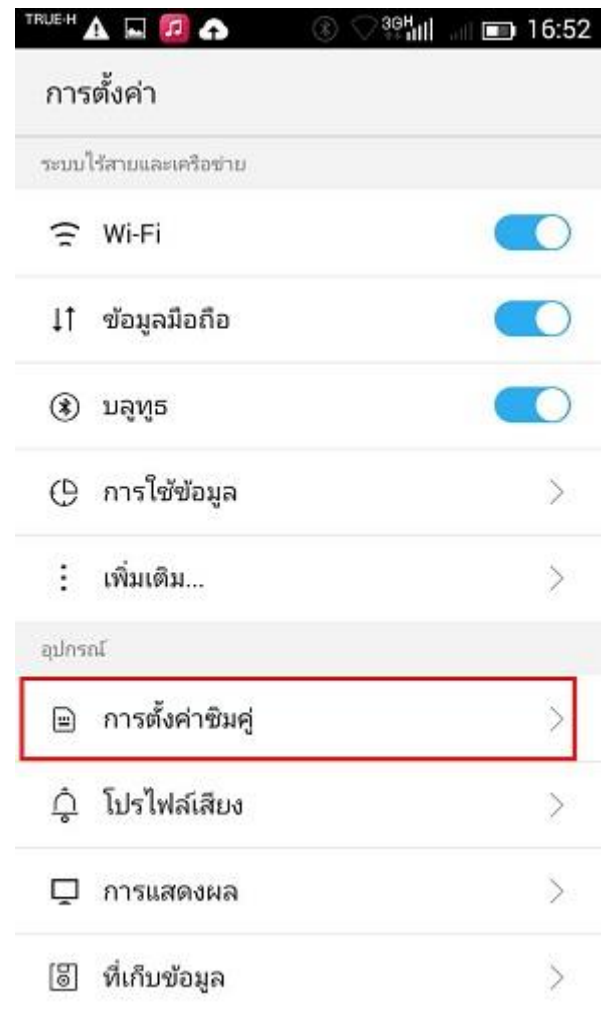 TRUE-H 3GH 16:52
การตั้งค่า
ระบบไร้สายและเครือข่าย
Wi-Fi
ข้อมูลมือถือ
บลูทูธ
การใช้ข้อมูล
เพิ่มเติม...
อุปกรณ์
การตั้งค่าซิมคู่
โปรไฟล์เสียง
การแสดงผล
ที่เก็บข้อมูล